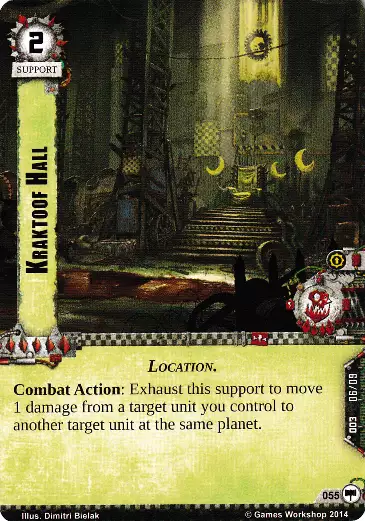 2
SUPPORT
KRAKTOOF HALL
LOCATION.
Combat Action: Exhaust this support to move
1 damage from a target unit you control to
another target unit at the same planet.
003 06/09
055
Illus. Dimitri Bielak
© Games Workshop 2014